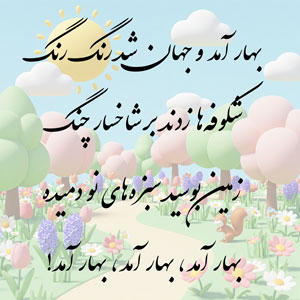 بهار آمد و جهان شد رنگ رنگ
شکوفه‌ها زدند بر شاخسار چنگ
زمین بوسید سبزه‌های نو دمیده
بهار آمد، بهار آمد، بهار آمد!